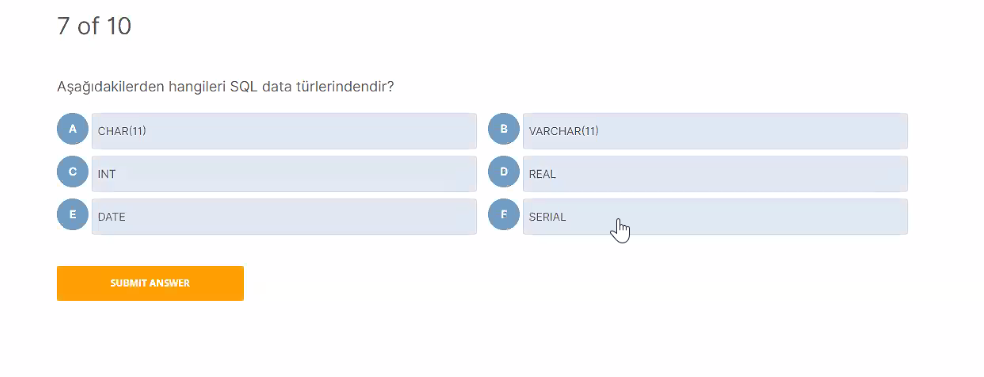 7 of 10
Aşağıdakilerden hangileri SQL data türlerindendir?
A CHAR(11)
B VARCHAR(11)
C INT
D REAL
E DATE
F SERIAL
SUBMIT ANSWER